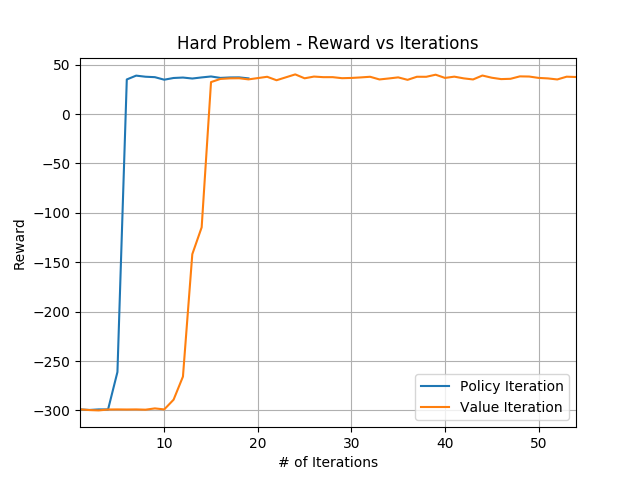 Hard Problem - Reward vs Iterations
50
0
−50
−100
−150
−200
−250
−300
Reward
10
20
30
40
50
# of Iterations
Policy Iteration
Value Iteration